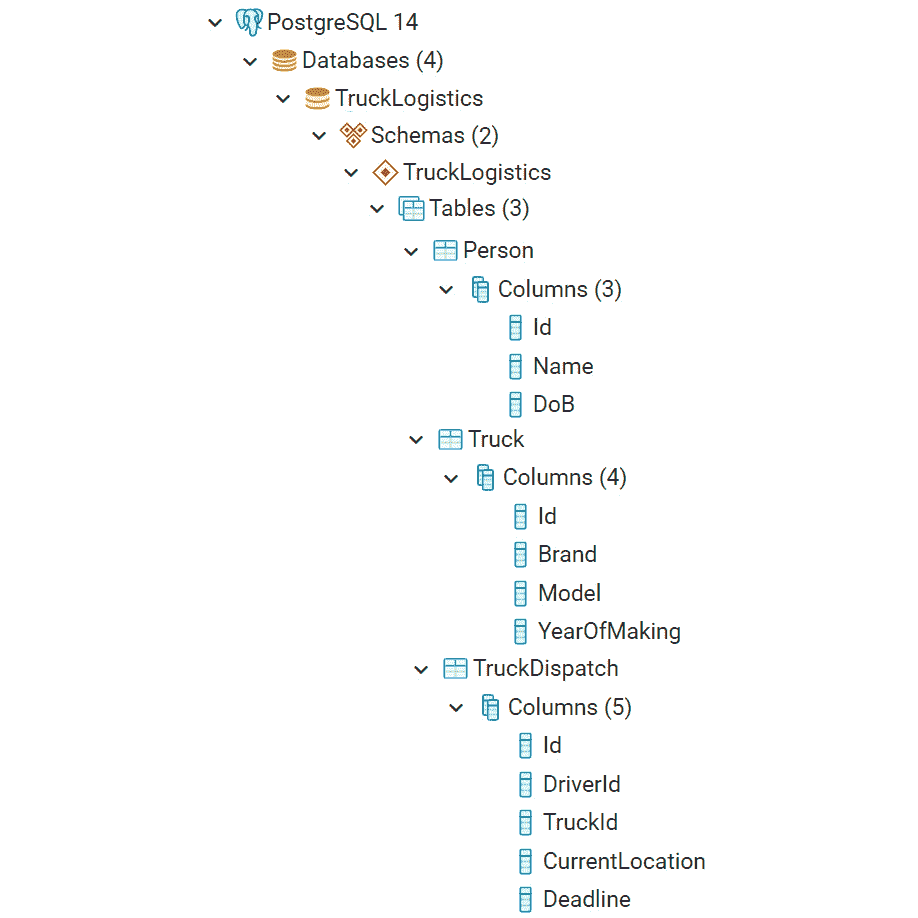 PostgreSQL 14
Databases (4)
TruckLogistics
Schemas (2)
TruckLogistics
Tables (3)
Person
Columns (3)
Id
Name
DoB
Truck
Columns (4)
Id
Brand
Model
YearOfMaking
TruckDispatch
Columns (5)
Id
DriverId
TruckId
CurrentLocation
Deadline